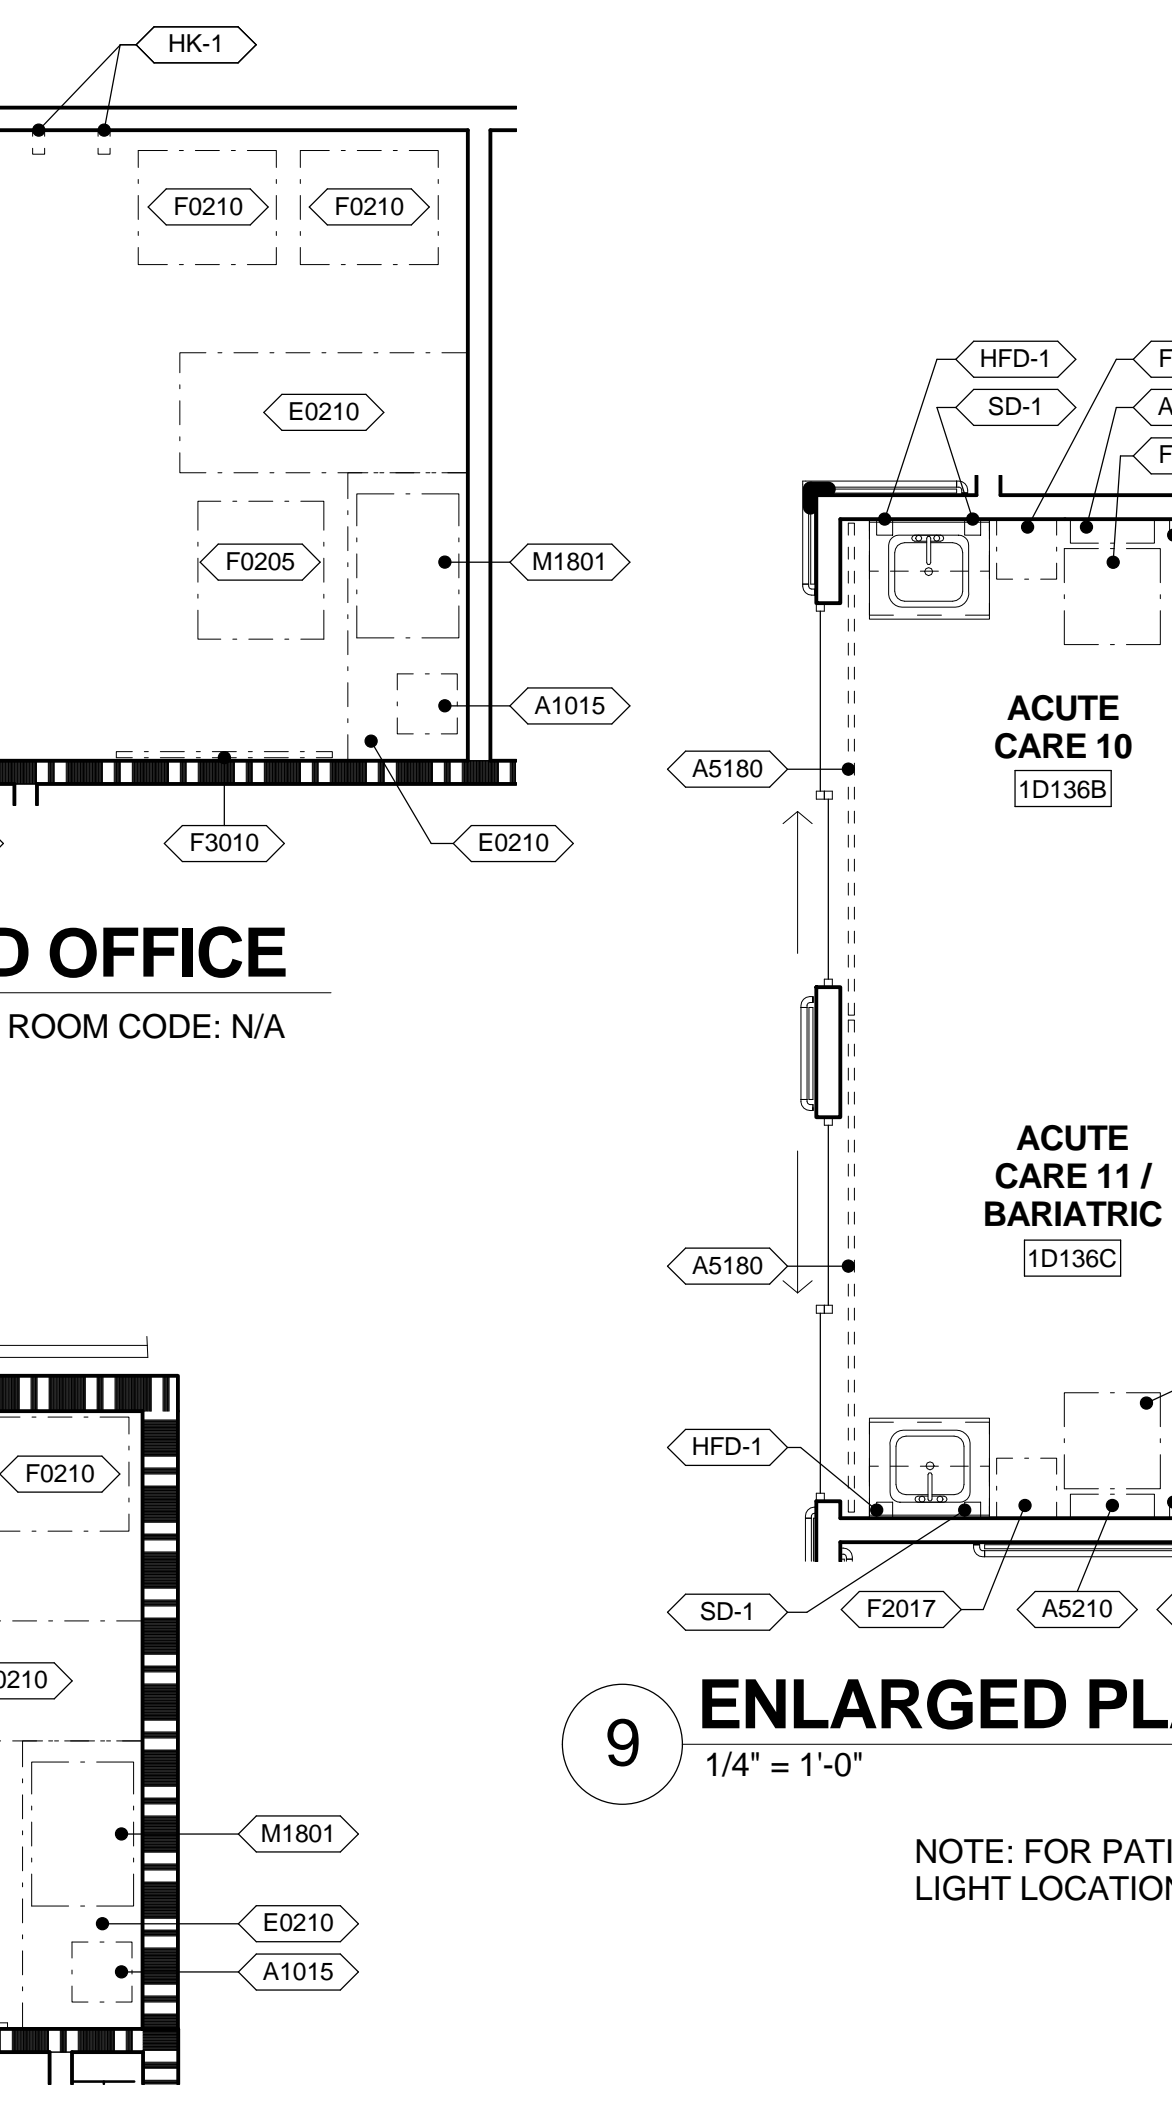 HK-1
F0210
F0210
E0210
F0205
M1801
A1015
F3010
E0210
D OFFICE
ROOM CODE: N/A
HFD-1
SD-1
F
A
F
ACUTE
CARE 10
1D136B
A5180
ACUTE
CARE 11 /
BARIATRIC
1D136C
A5180
HFD-1
SD-1
F2017
A5210
F0210
0210
M1801
E0210
A1015
9
ENLARGED PLA
1/4" = 1'-0"
NOTE: FOR PATI
LIGHT LOCATION